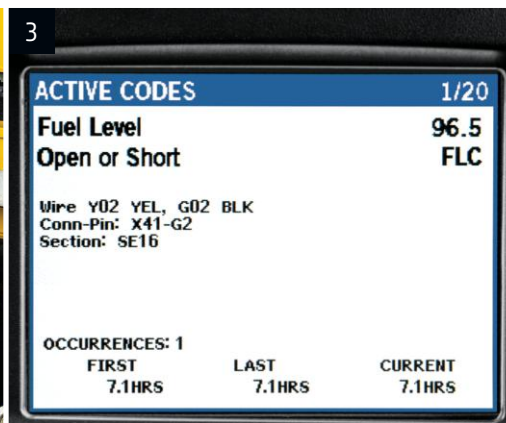 3
ACTIVE CODES 1/20
Fuel Level 96.5
Open or Short FLC
Wire Y02 YEL, G02 BLK
Conn-Pin: X41-G2
Section: SE16
OCCURRENCES: 1
FIRST LAST CURRENT
7.1HRS 7.1HRS 7.1HRS